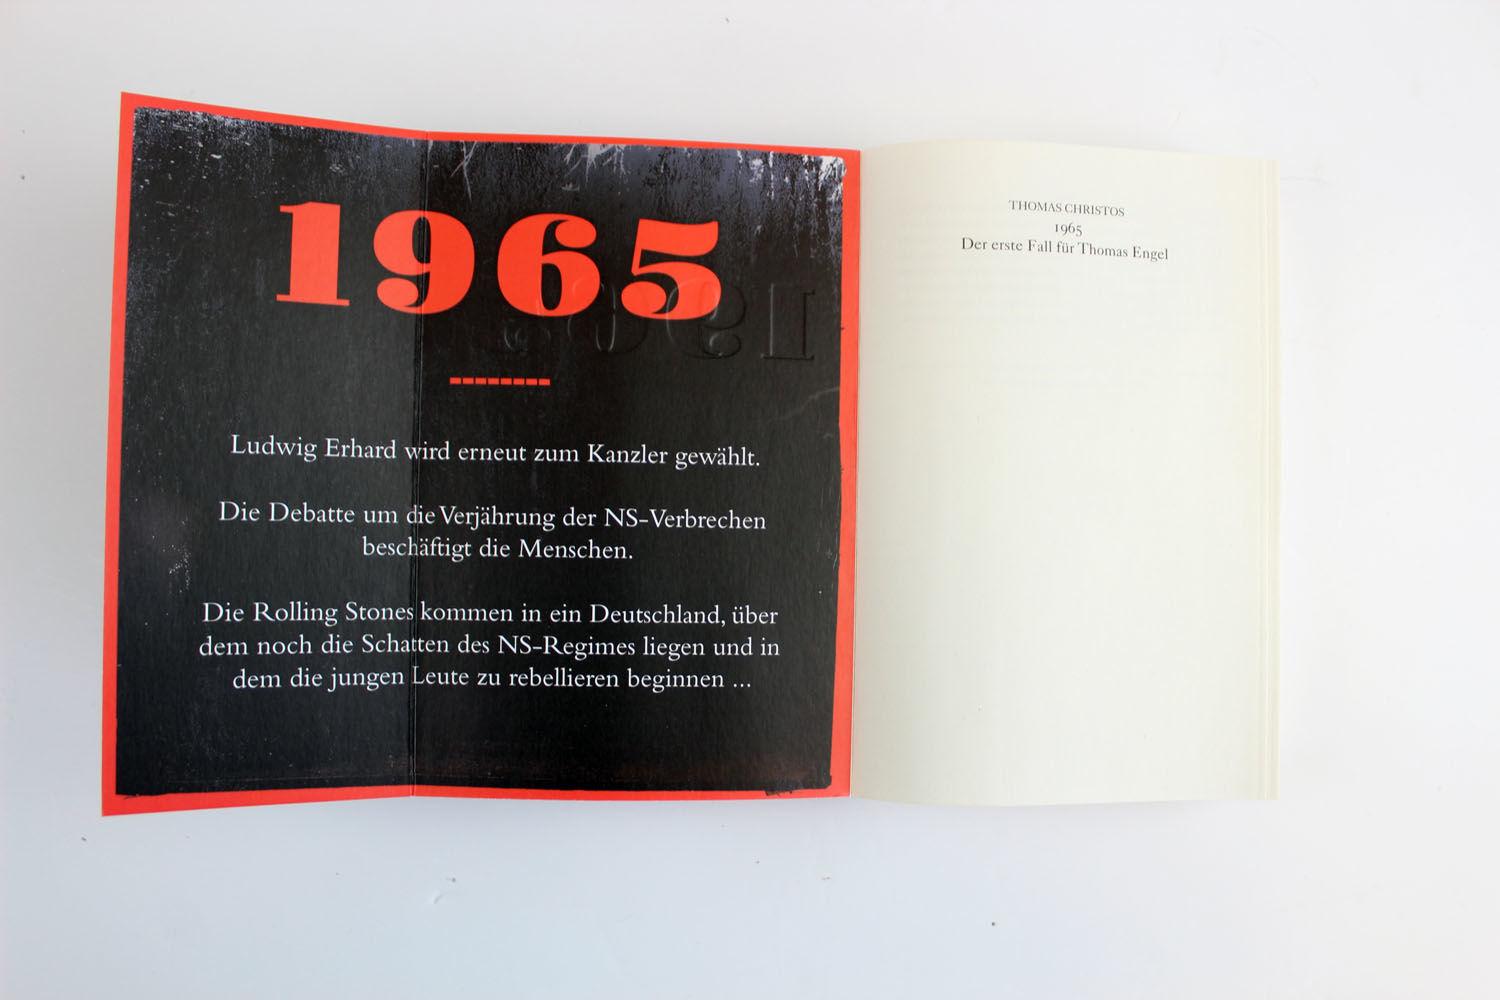 1965
Ludwig Erhard wird erneut zum Kanzler gewählt.
Die Debatte um die Verjährung der NS-Verbrechen
beschäftigt die Menschen.
Die Rolling Stones kommen in ein Deutschland, über
dem noch die Schatten des NS-Regimes liegen und in
dem die jungen Leute zu rebellieren beginnen ...
THOMAS CHRISTOS
1965
Der erste Fall für Thomas Engel